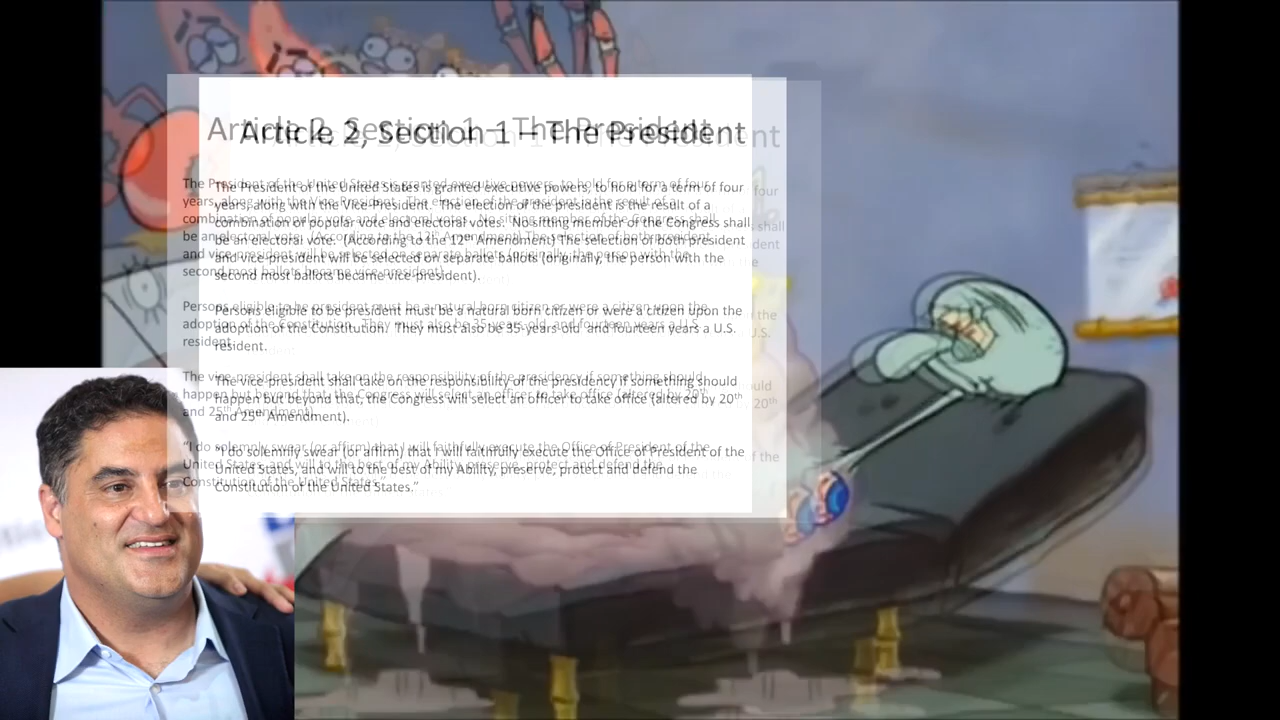 Article 2, Section 1 – The President
The President of the United States is granted executive powers, to hold for a term of four
years, along with the Vice-President. The election of the president is the result of a
combination of popular vote and electoral votes. No sitting member of the Congress shall
be an electoral vote. (According to the 12th Amendment) The selection of both president
and vice president will be selected on separate ballots (originally, the person with the
second most ballots became vice-president).
Persons eligible to be president must be a natural born citizen or were a citizen upon the
adoption of the Constitution. They must also be 35-years-old and fourteen years a U.S.
resident.
The vice-president shall take on the responsibility of the presidency if something should
happen but beyond that, the Congress will select an officer to take office (altered by 20th
and 25th Amendment).
“I do solemnly swear (or affirm) that I will faithfully execute the Office of President of the
United States, and will to the best of my Ability, preserve, protect and defend the
Constitution of the United States.”